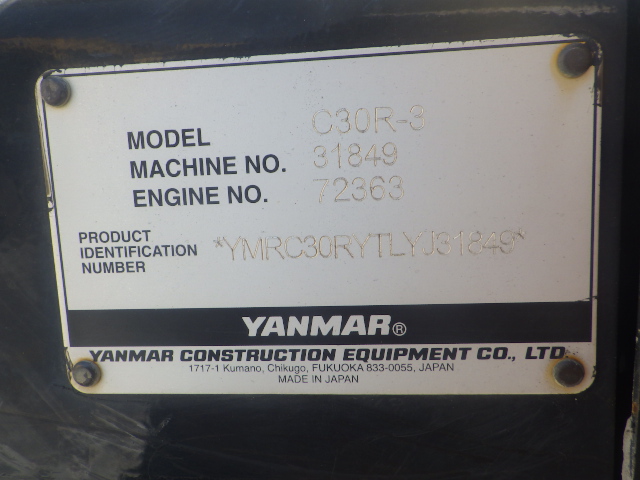 MODEL C30R-3
MACHINE NO. 31849
ENGINE NO. 72363
PRODUCT IDENTIFICATION NUMBER *YMRC30RYTLYJ31849*
YANMAR®
YANMAR CONSTRUCTION EQUIPMENT CO., LTD.
1717-1 Kumano, Chikugo, FUKUOKA 833-0055, JAPAN
MADE IN JAPAN